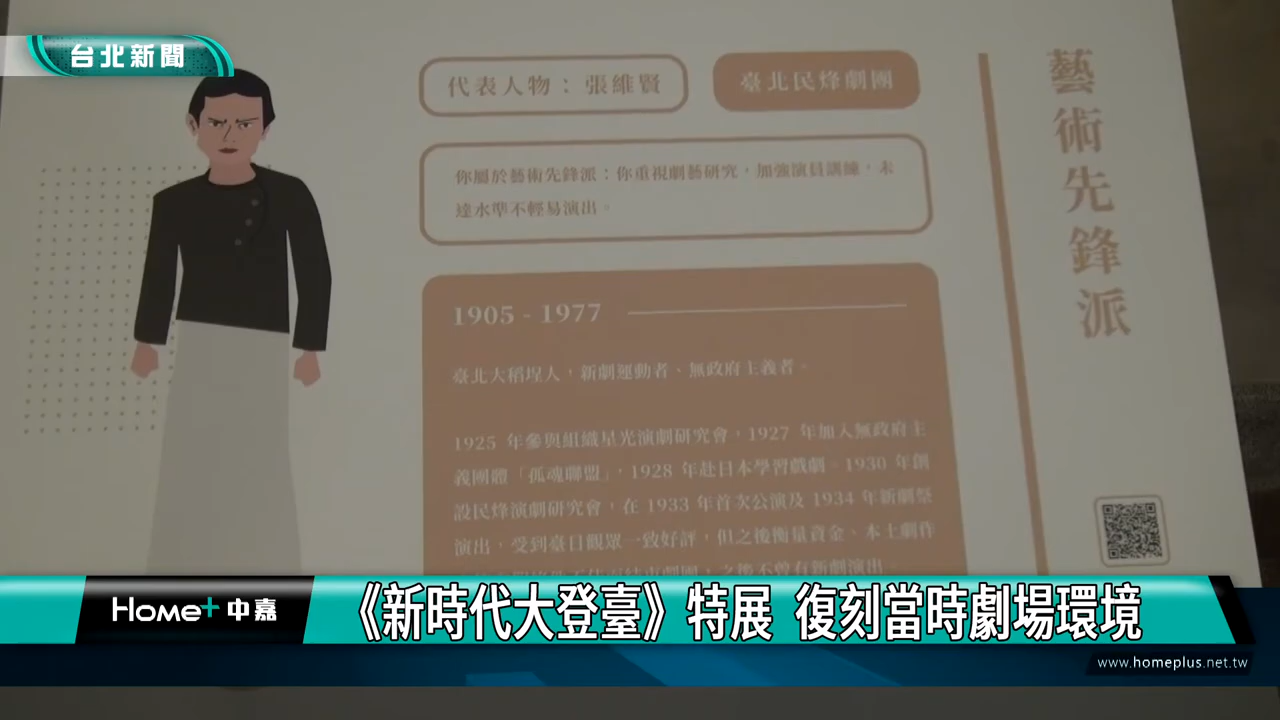 台北新聞
代表人物：張維賢
臺北民烽劇團
藝術先鋒派
你屬於藝術先鋒派：你重視劇藝研究，加強演員訓練，未
達水準不輕易演出。
1905 - 1977
臺北大稻埕人，新劇運動者、無政府主義者。
1925 年參與組織星光演劇研究會，1927 年加入無政府主
義團體「孤魂聯盟」，1928 年赴日本學習戲劇。1930 年創
設民烽演劇研究會，在 1933 年首次公演及 1934 年新劇祭
演出，受到臺日觀眾一致好評，但之後衡量資金、本土劇作
之後不曾有新劇演出。
Home+ 中嘉
《新時代大登臺》特展 復刻當時劇場環境
www.homeplus.net.tw